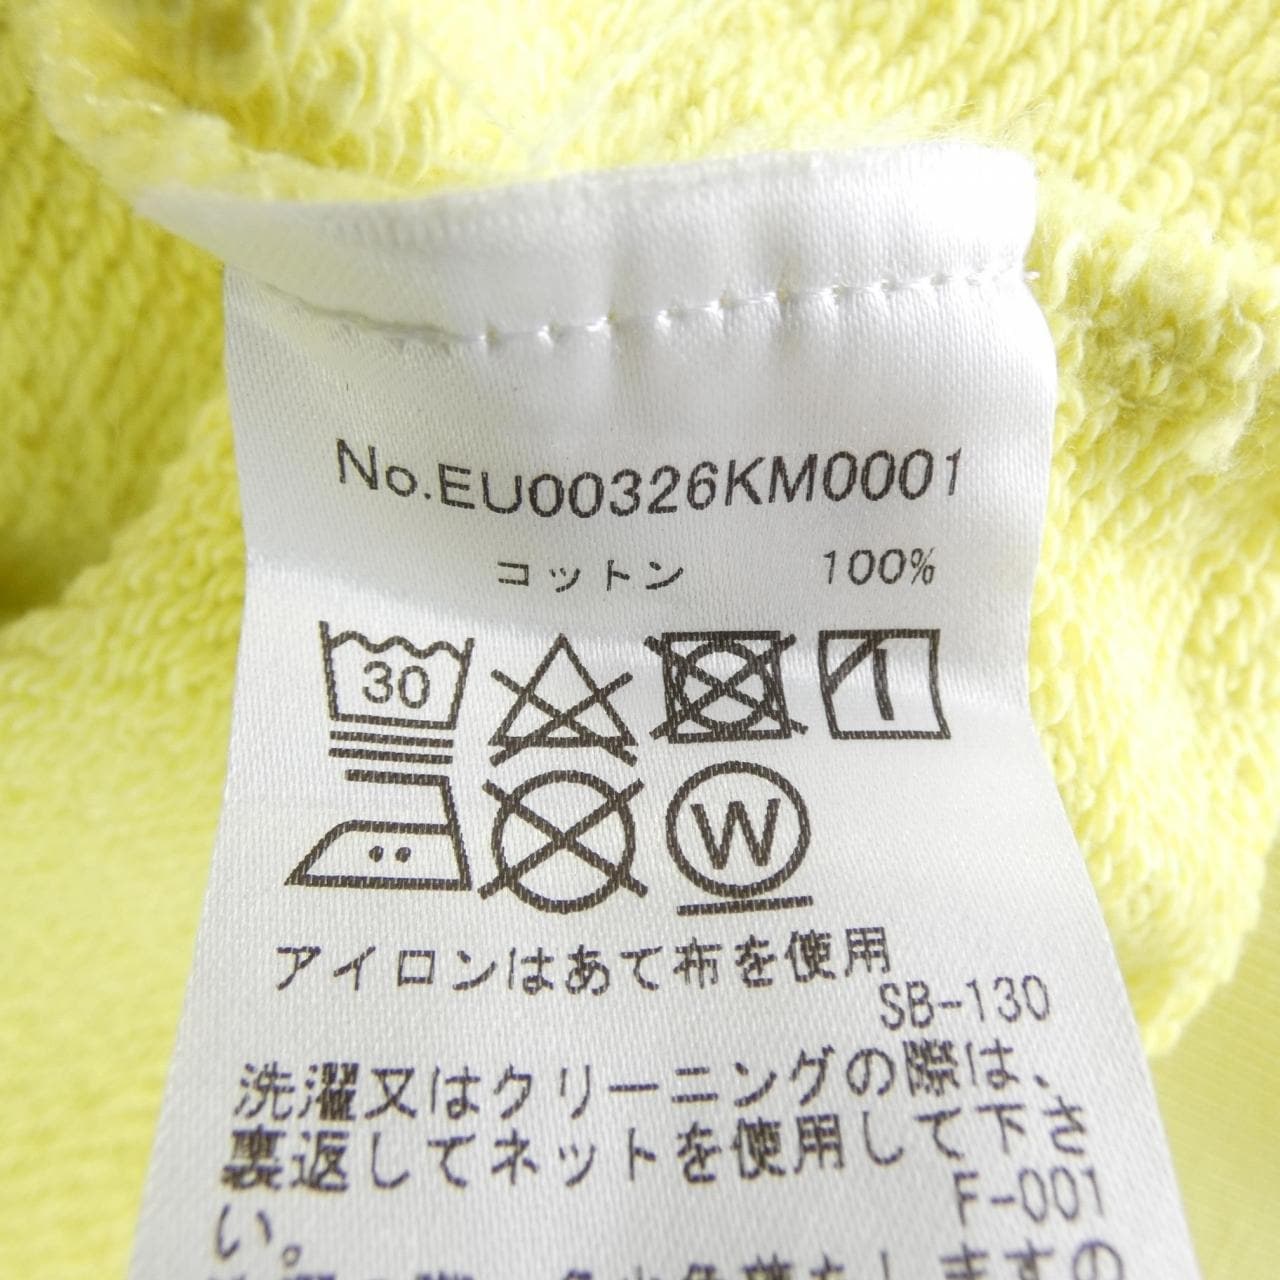 No.EU00326KM0001
コットン 100%
30
W
アイロンはあて布を使用
SB-130
洗濯又はクリーニングの際は、
裏返してネットを使用して下さ
F-001
い。